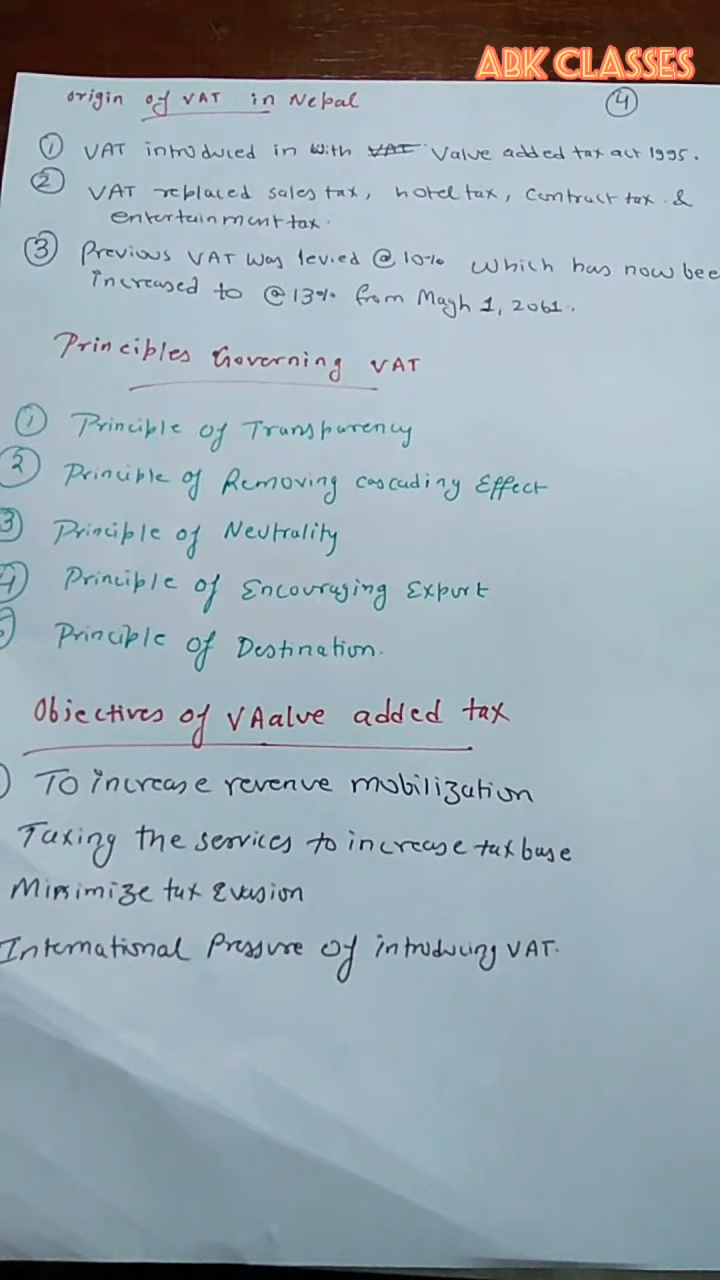 ABK CLASSES
Origin of VAT in Nepal
4
① VAT introduced in with VAT Value added tax act 1995.
② VAT replaced sales tax, hotel tax, contract tax &
entertainment tax.
③ Previous VAT was levied @ 10% which has now bee
increased to @ 13% from Magh 1, 2061.
Principles Governing VAT
① Principle of Transparency
② Principle of Removing cascading Effect
③ Principle of Neutrality
④ Principle of Encouraging Export
Principle of Destination.
Objectives of VAalve added tax
To increase revenue mobilization
Taxing the services to increase tax base
Minimize tax Evasion
International Pressure of introducing VAT.